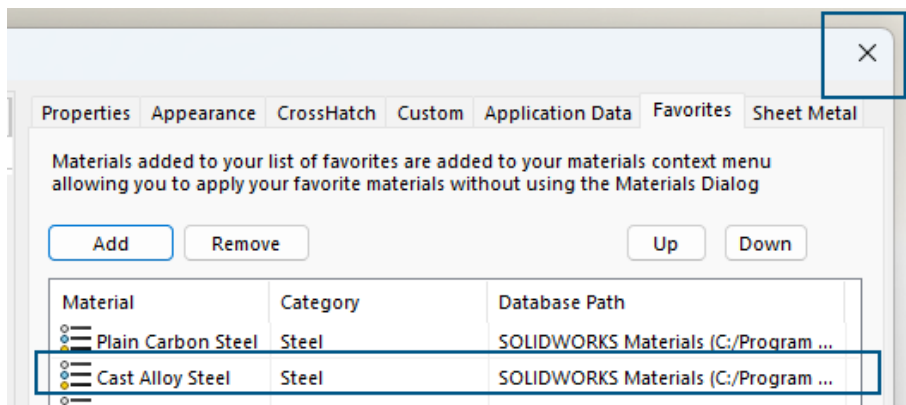 Properties Appearance CrossHatch Custom Application Data Favorites Sheet Metal
Materials added to your list of favorites are added to your materials context menu
allowing you to apply your favorite materials without using the Materials Dialog
Add Remove Up Down
Material Category Database Path
Plain Carbon Steel Steel SOLIDWORKS Materials (C:/Program ...
Cast Alloy Steel Steel SOLIDWORKS Materials (C:/Program ...